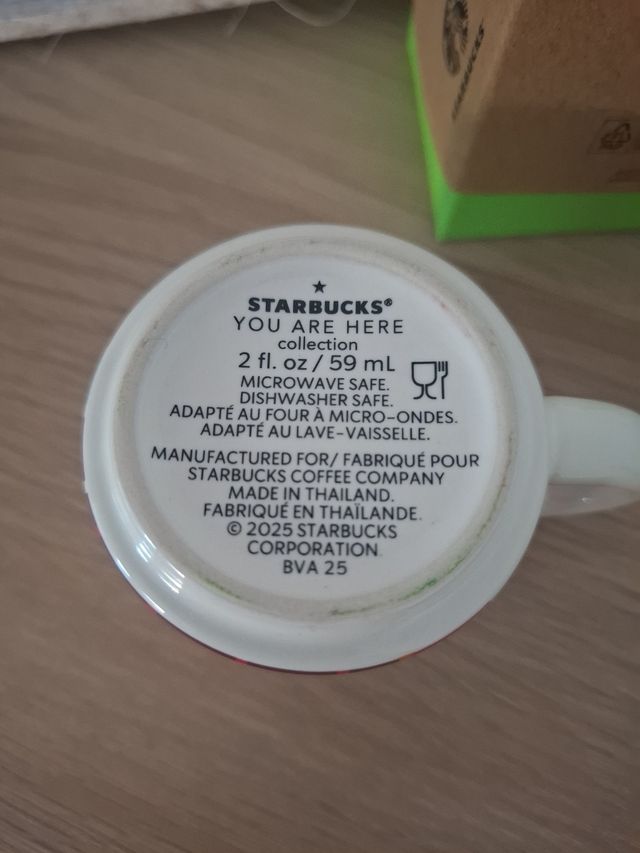 STARBUCKS
★
STARBUCKS®
YOU ARE HERE
collection
2 fl. oz / 59 mL
MICROWAVE SAFE.
DISHWASHER SAFE.
ADAPTÉ AU FOUR À MICRO-ONDES.
ADAPTÉ AU LAVE-VAISSELLE.
MANUFACTURED FOR/ FABRIQUÉ POUR
STARBUCKS COFFEE COMPANY
MADE IN THAILAND.
FABRIQUÉ EN THAÏLANDE.
© 2025 STARBUCKS
CORPORATION
BVA 25